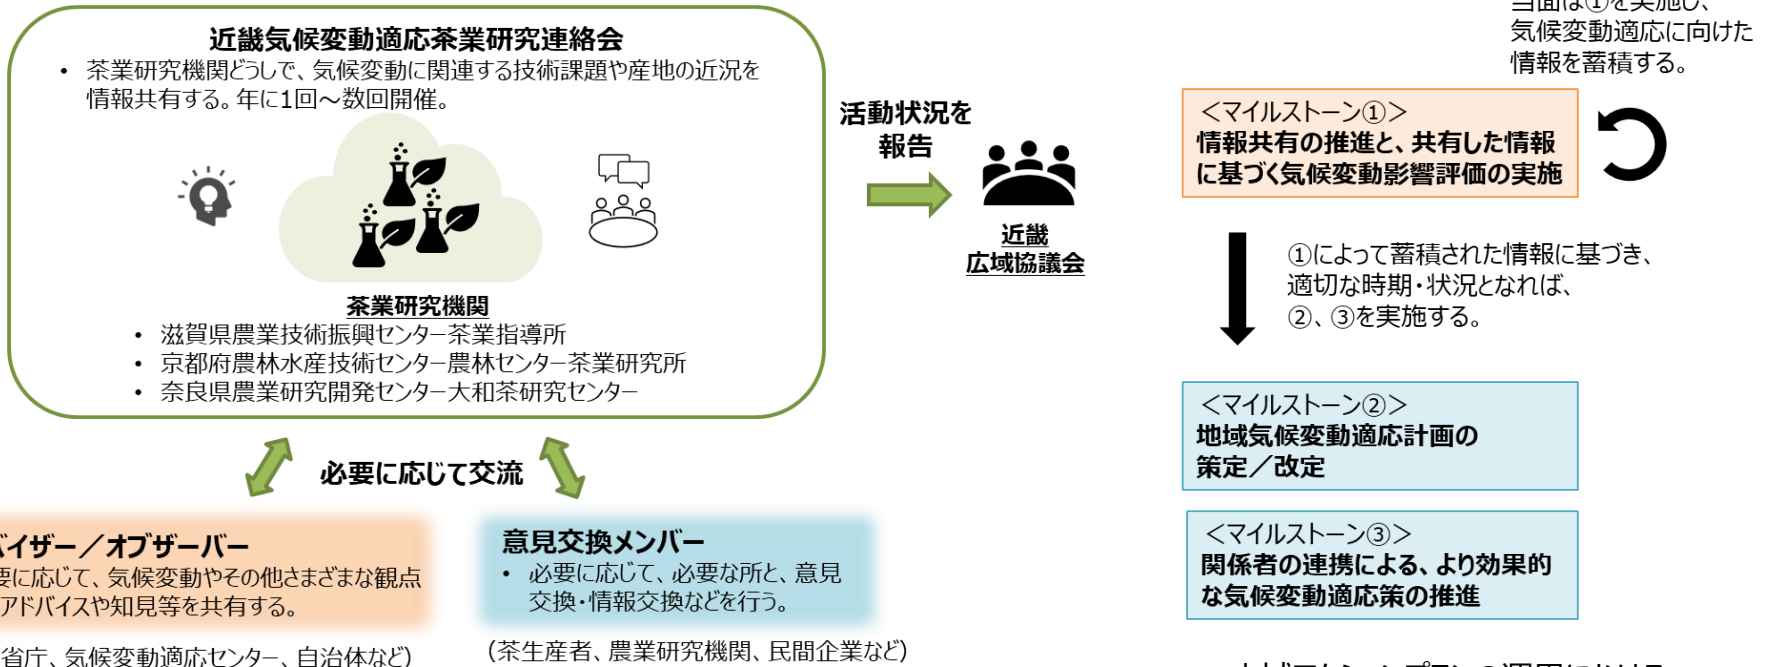 近畿気候変動適応茶業研究連絡会
• 茶業研究機関どうしで、気候変動に関連する技術課題や産地の近況を
情報共有する。年に1回～数回開催。
茶業研究機関
• 滋賀県農業技術振興センター茶業指導所
• 京都府農林水産技術センター農林センター茶業研究所
• 奈良県農業研究開発センター大和茶研究センター
活動状況を
報告
近畿
広域協議会
必要に応じて交流
バイザー／オブザーバー
要に応じて、気候変動やその他さまざまな観点
アドバイスや知見等を共有する。
省庁、気候変動適応センター、自治体など）
意見交換メンバー
• 必要に応じて、必要な所と、意見
交換・情報交換などを行う。
（茶生産者、農業研究機関、民間企業など）
当面は①を実施し、
気候変動適応に向けた
情報を蓄積する。
＜マイルストーン①＞
情報共有の推進と、共有した情報
に基づく気候変動影響評価の実施
①によって蓄積された情報に基づき、
適切な時期・状況となれば、
②、③を実施する。
＜マイルストーン②＞
地域気候変動適応計画の
策定／改定
＜マイルストーン③＞
関係者の連携による、より効果的
な気候変動適応策の推進